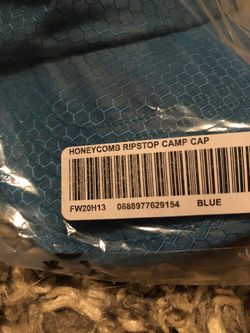 HONEYCOMB RIPSTOP CAMP CAP
FW20H13 0888977629154 BLUE